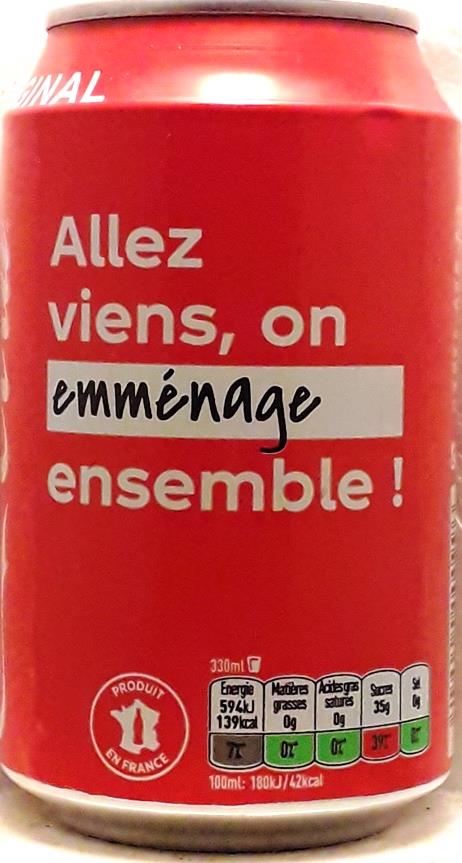 Allez
viens, on
emménage
ensemble !
330ml
Energie Matières grasses Acides gras saturés Sucres Sel
594kJ 139kcal 0g 0g 35g 0g
7% 0% 0% 39% 0%
100ml: 180kJ/42kcal
PRODUIT
EN FRANCE